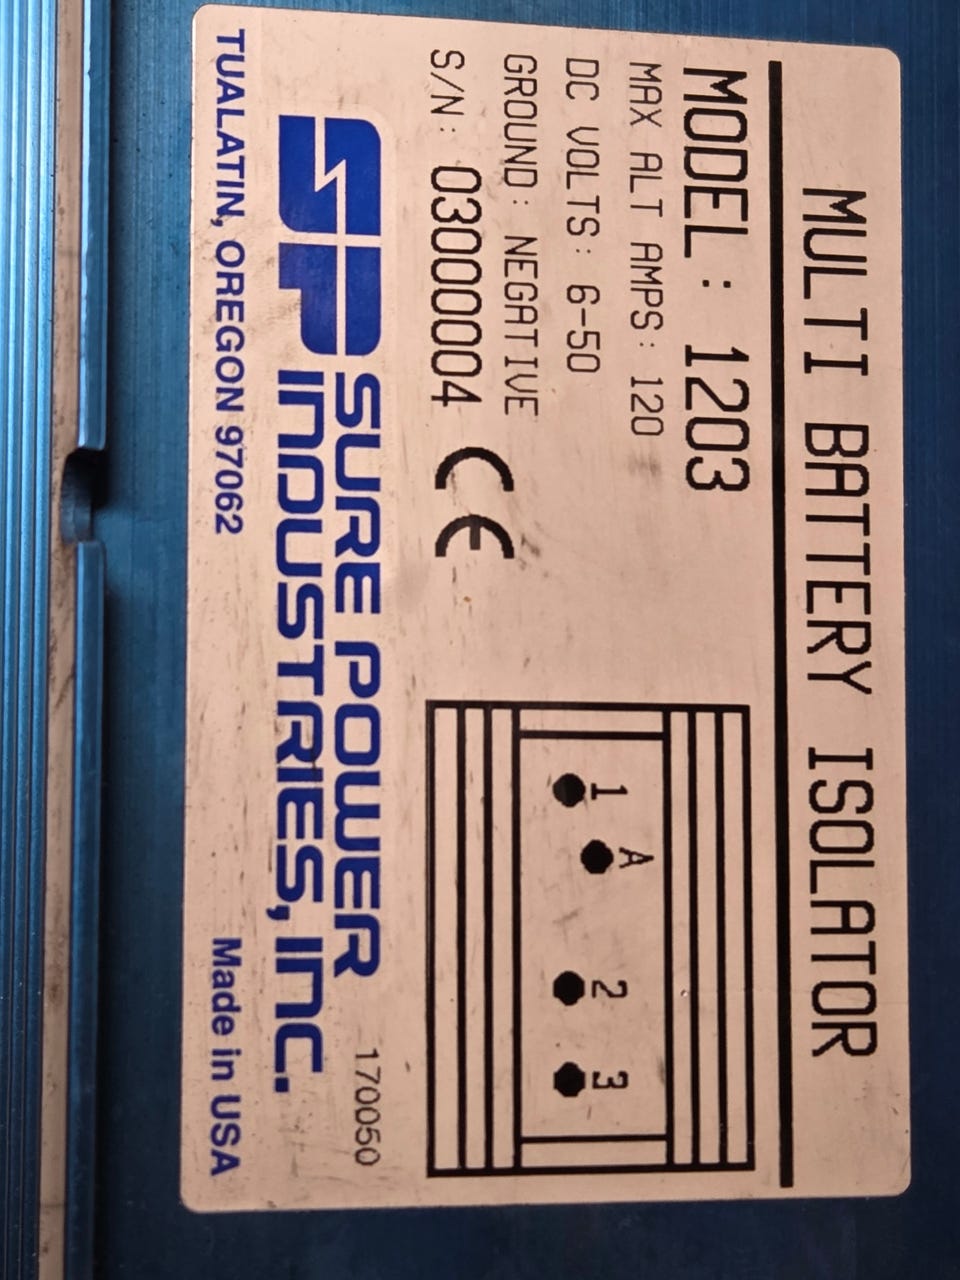 MULTI BATTERY ISOLATOR
MODEL: 1203
MAX ALT AMPS: 120
DC VOLTS: 6-50
GROUND: NEGATIVE
S/N: 03000004 CE
1 A 2 3
SP SURE POWER
INDUSTRIES, INC.
170050
TUALATIN, OREGON 97062 Made in USA